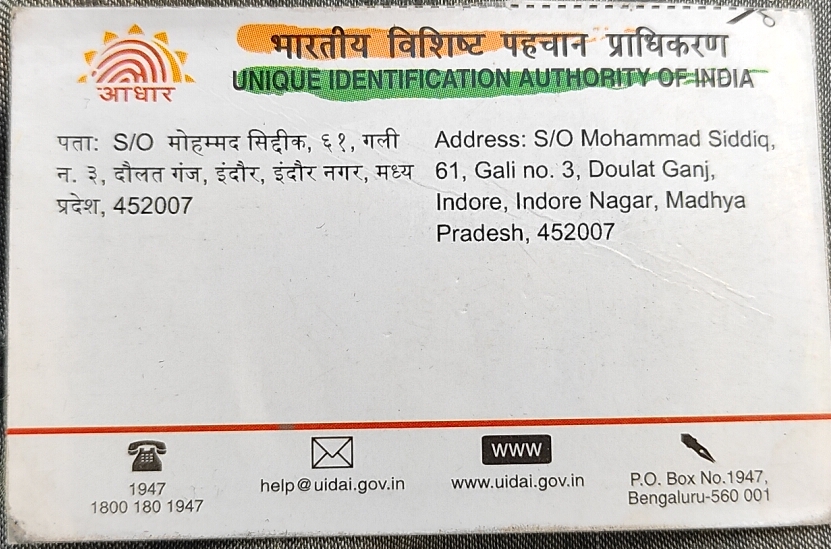 भारतीय विशिष्ट पहचान प्राधिकरण
UNIQUE IDENTIFICATION AUTHORITY OF INDIA
आधार
पता: S/O मोहम्मद सिद्दीक, ६१, गली
न. ३, दौलत गंज, इंदौर, इंदौर नगर, मध्य
प्रदेश, 452007
Address: S/O Mohammad Siddiq,
61, Gali no. 3, Doulat Ganj,
Indore, Indore Nagar, Madhya
Pradesh, 452007
1947
1800 180 1947
help@uidai.gov.in
www
www.uidai.gov.in
P.O. Box No.1947,
Bengaluru-560 001